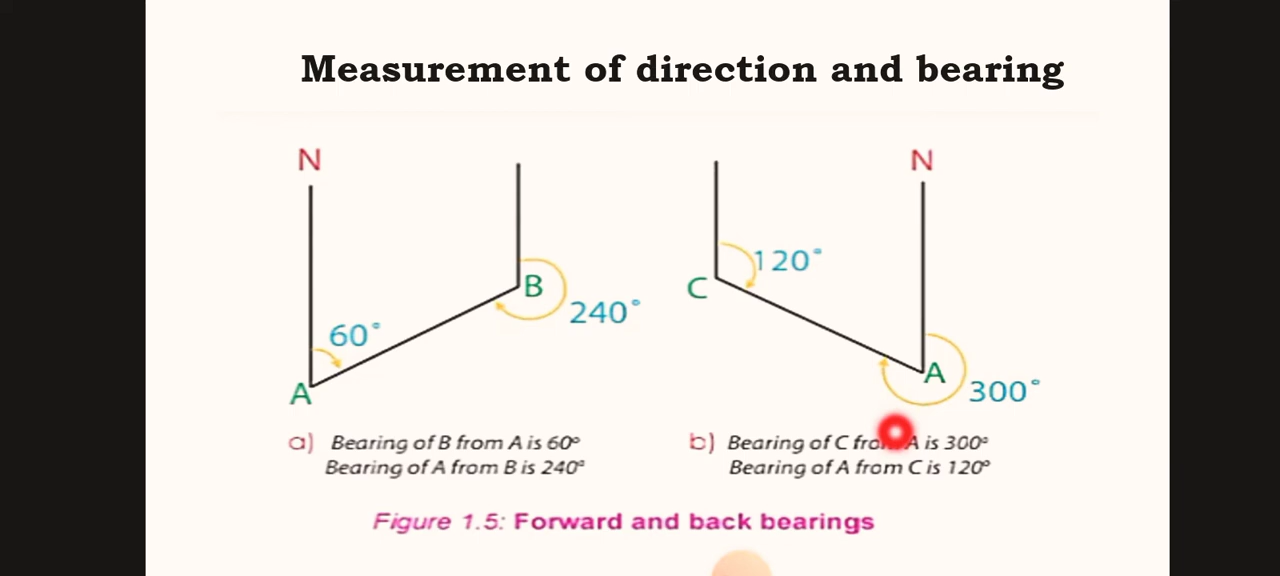 Measurement of direction and bearing
N
N
B
240°
60°
A
C
120°
A
300°
a) Bearing of B from A is 60°
Bearing of A from B is 240°
b) Bearing of C A is 300°
Bearing of A from C is 120°
Figure 1.5: Forward and back bearings